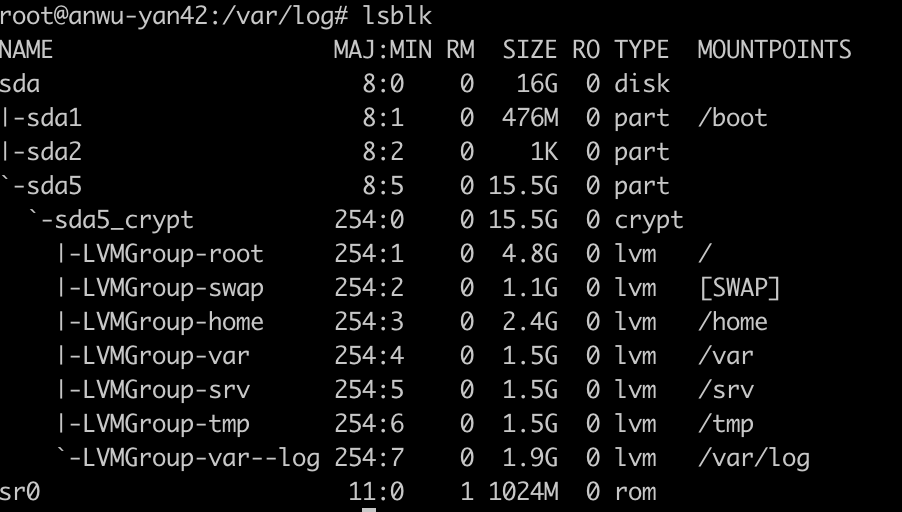 root@anwu-yan42:/var/log# lsblk
NAME                    MAJ:MIN RM  SIZE RO TYPE  MOUNTPOINTS
sda                       8:0    0   16G  0 disk
|-sda1                    8:1    0  476M  0 part  /boot
|-sda2                    8:2    0    1K  0 part
`-sda5                    8:5    0 15.5G  0 part
  `-sda5_crypt          254:0    0 15.5G  0 crypt
    |-LVMGroup-root     254:1    0  4.8G  0 lvm   /
    |-LVMGroup-swap     254:2    0  1.1G  0 lvm   [SWAP]
    |-LVMGroup-home     254:3    0  2.4G  0 lvm   /home
    |-LVMGroup-var      254:4    0  1.5G  0 lvm   /var
    |-LVMGroup-srv      254:5    0  1.5G  0 lvm   /srv
    |-LVMGroup-tmp      254:6    0  1.5G  0 lvm   /tmp
    `-LVMGroup-var--log 254:7    0  1.9G  0 lvm   /var/log
sr0                      11:0    1 1024M  0 rom